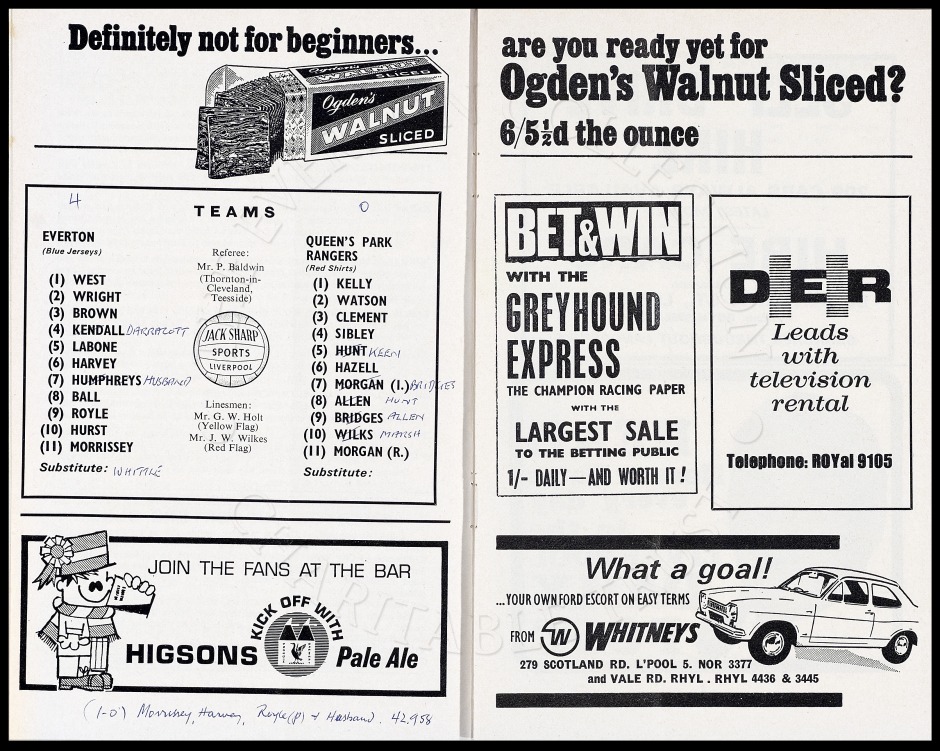 Definitely not for beginners...
Ogden's
WALNUT
SLICED
Ogden's
WALNUT
SLICED
4
0
TEAMS
EVERTON
(Blue Jerseys)
(1) WEST
(2) WRIGHT
(3) BROWN
(4) KENDALL DARRACOTT
(5) LABONE
(6) HARVEY
(7) HUMPHREYS HUSBAND
(8) BALL
(9) ROYLE
(10) HURST
(11) MORRISSEY
Substitute: WHITTLE
Referee:
Mr. P. Baldwin
(Thornton-in-
Cleveland,
Teesside)
JACK SHARP
SPORTS
LIVERPOOL
Linesmen:
Mr. G. W. Holt
(Yellow Flag)
Mr. J. W. Wilkes
(Red Flag)
QUEEN'S PARK
RANGERS
(Red Shirts)
(1) KELLY
(2) WATSON
(3) CLEMENT
(4) SIBLEY
(5) HUNT KEEN
(6) HAZELL
(7) MORGAN (I.) BRIDGES
(8) ALLEN HUNT
(9) BRIDGES ALLEN
(10) WILKS MARSH
(11) MORGAN (R.)
Substitute:
JOIN THE FANS AT THE BAR
HIGSONS
KICK OFF WITH
Pale Ale
(1-0) Morrissey, Harvey, Royle (P) + Husband. 42,958
are you ready yet for
Ogden's Walnut Sliced?
6/5½d the ounce
BET & WIN
WITH THE
GREYHOUND
EXPRESS
THE CHAMPION RACING PAPER
WITH THE
LARGEST SALE
TO THE BETTING PUBLIC
1/- DAILY—AND WORTH IT!
DER
Leads
with
television
rental
Telephone: ROYal 9105
What a goal!
...YOUR OWN FORD ESCORT ON EASY TERMS
FROM W WHITNEYS
279 SCOTLAND RD. L'POOL 5. NOR 3377
and VALE RD. RHYL. RHYL 4436 & 3445